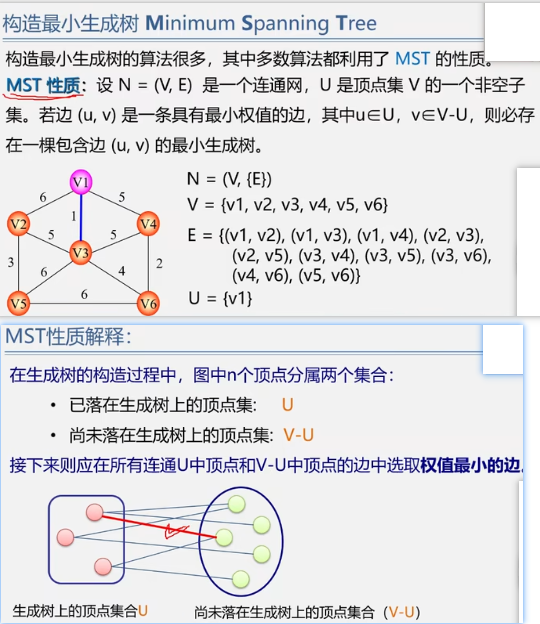 构造最小生成树 Minimum Spanning Tree
构造最小生成树的算法很多，其中多数算法都利用了 MST 的性质。
MST 性质：设 N = (V, E) 是一个连通网，U 是顶点集 V 的一个非空子
集。若边 (u, v) 是一条具有最小权值的边，其中u∈U，v∈V-U，则必存
在一棵包含边 (u, v) 的最小生成树。
V1
6
5
1
V2
V4
5
5
V3
3
2
6
4
6
V5
V6
N = (V, {E})
V = {v1, v2, v3, v4, v5, v6}
E = {(v1, v2), (v1, v3), (v1, v4), (v2, v3),
(v2, v5), (v3, v4), (v3, v5), (v3, v6),
(v4, v6), (v5, v6)}
U = {v1}
MST性质解释：
在生成树的构造过程中，图中n个顶点分属两个集合：
• 已落在生成树上的顶点集： U
• 尚未落在生成树上的顶点集: V-U
接下来则应在所有连通U中顶点和V-U中顶点的边中选取权值最小的边.
生成树上的顶点集合U
尚未落在生成树上的顶点集合（V-U）